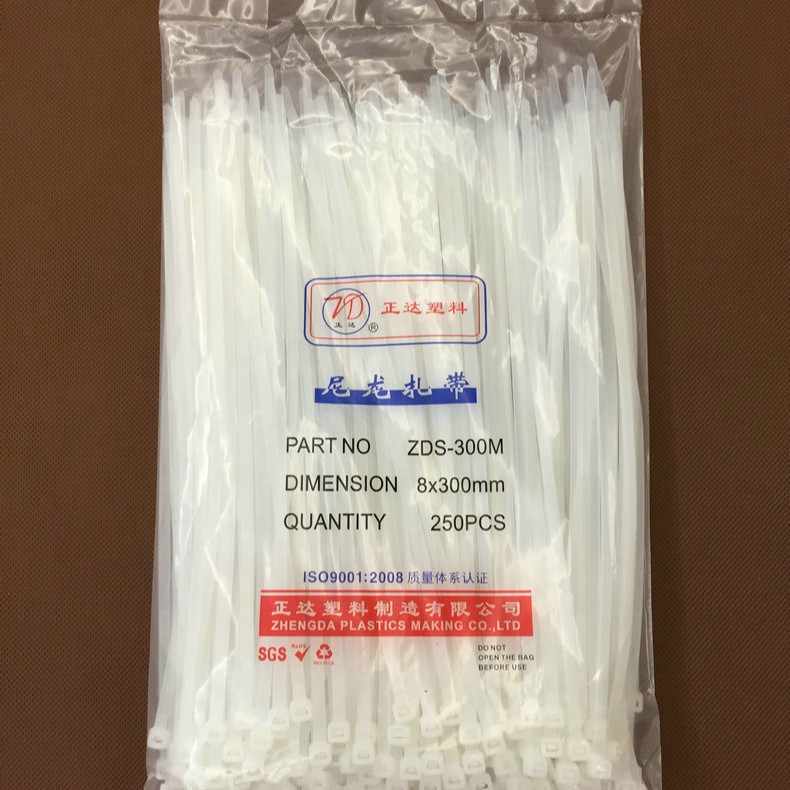 ZD
正达
®
正达塑料
尼龙扎带
PART NO ZDS-300M
DIMENSION 8x300mm
QUANTITY 250PCS
ISO9001:2008 质量体系认证
正达塑料制造有限公司
ZHENGDA PLASTICS MAKING CO.,LTD
SGS
RoHS
RECYCLE
DO NOT
OPEN THE BAG
BEFORE USE